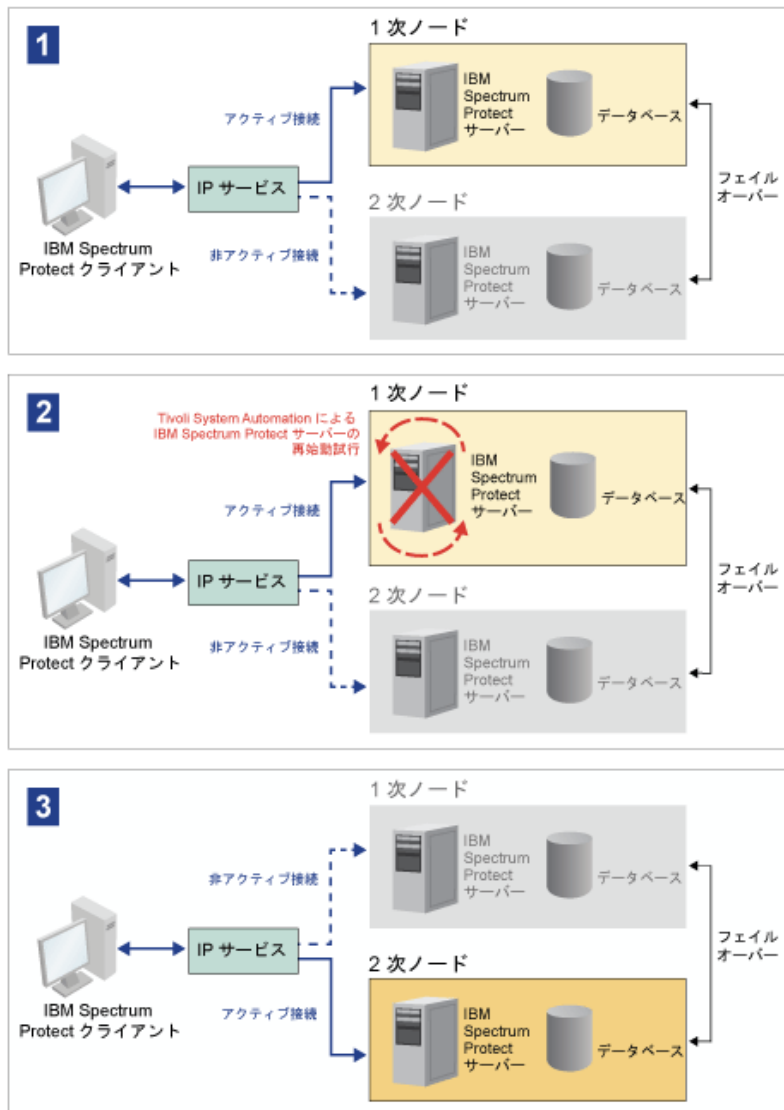 1
1 次ノード
IBM
Spectrum
Protect
サーバー
データベース
アクティブ接続
IP サービス
フェイル
オーバー
2 次ノード
非アクティブ接続
IBM Spectrum
Protect クライアント
IBM
Spectrum
Protect
サーバー
データベース
2
1 次ノード
Tivoli System Automation による
IBM Spectrum Protect サーバーの
再始動試行
IBM
Spectrum
Protect
サーバー
データベース
アクティブ接続
IP サービス
フェイル
オーバー
2 次ノード
非アクティブ接続
IBM Spectrum
Protect クライアント
IBM
Spectrum
Protect
サーバー
データベース
3
1 次ノード
IBM
Spectrum
Protect
サーバー
データベース
非アクティブ接続
IP サービス
フェイル
オーバー
2 次ノード
アクティブ接続
IBM Spectrum
Protect クライアント
IBM
Spectrum
Protect
サーバー
データベース